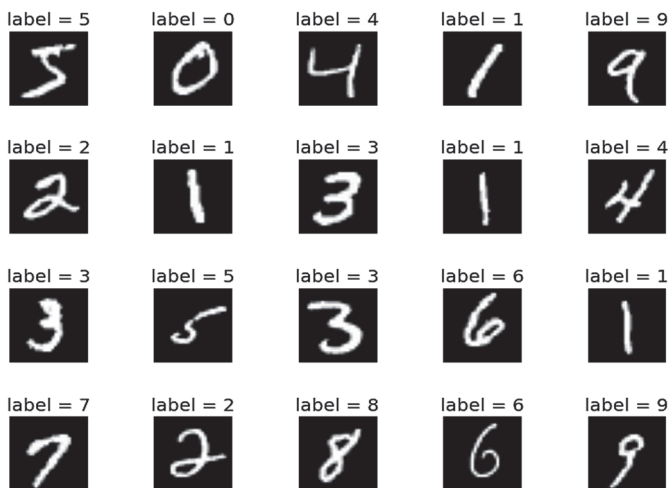 label = 5 label = 0 label = 4 label = 1 label = 9
5 0 4 1 9
label = 2 label = 1 label = 3 label = 1 label = 4
2 1 3 1 4
label = 3 label = 5 label = 3 label = 6 label = 1
3 5 3 6 1
label = 7 label = 2 label = 8 label = 6 label = 9
7 2 8 6 9